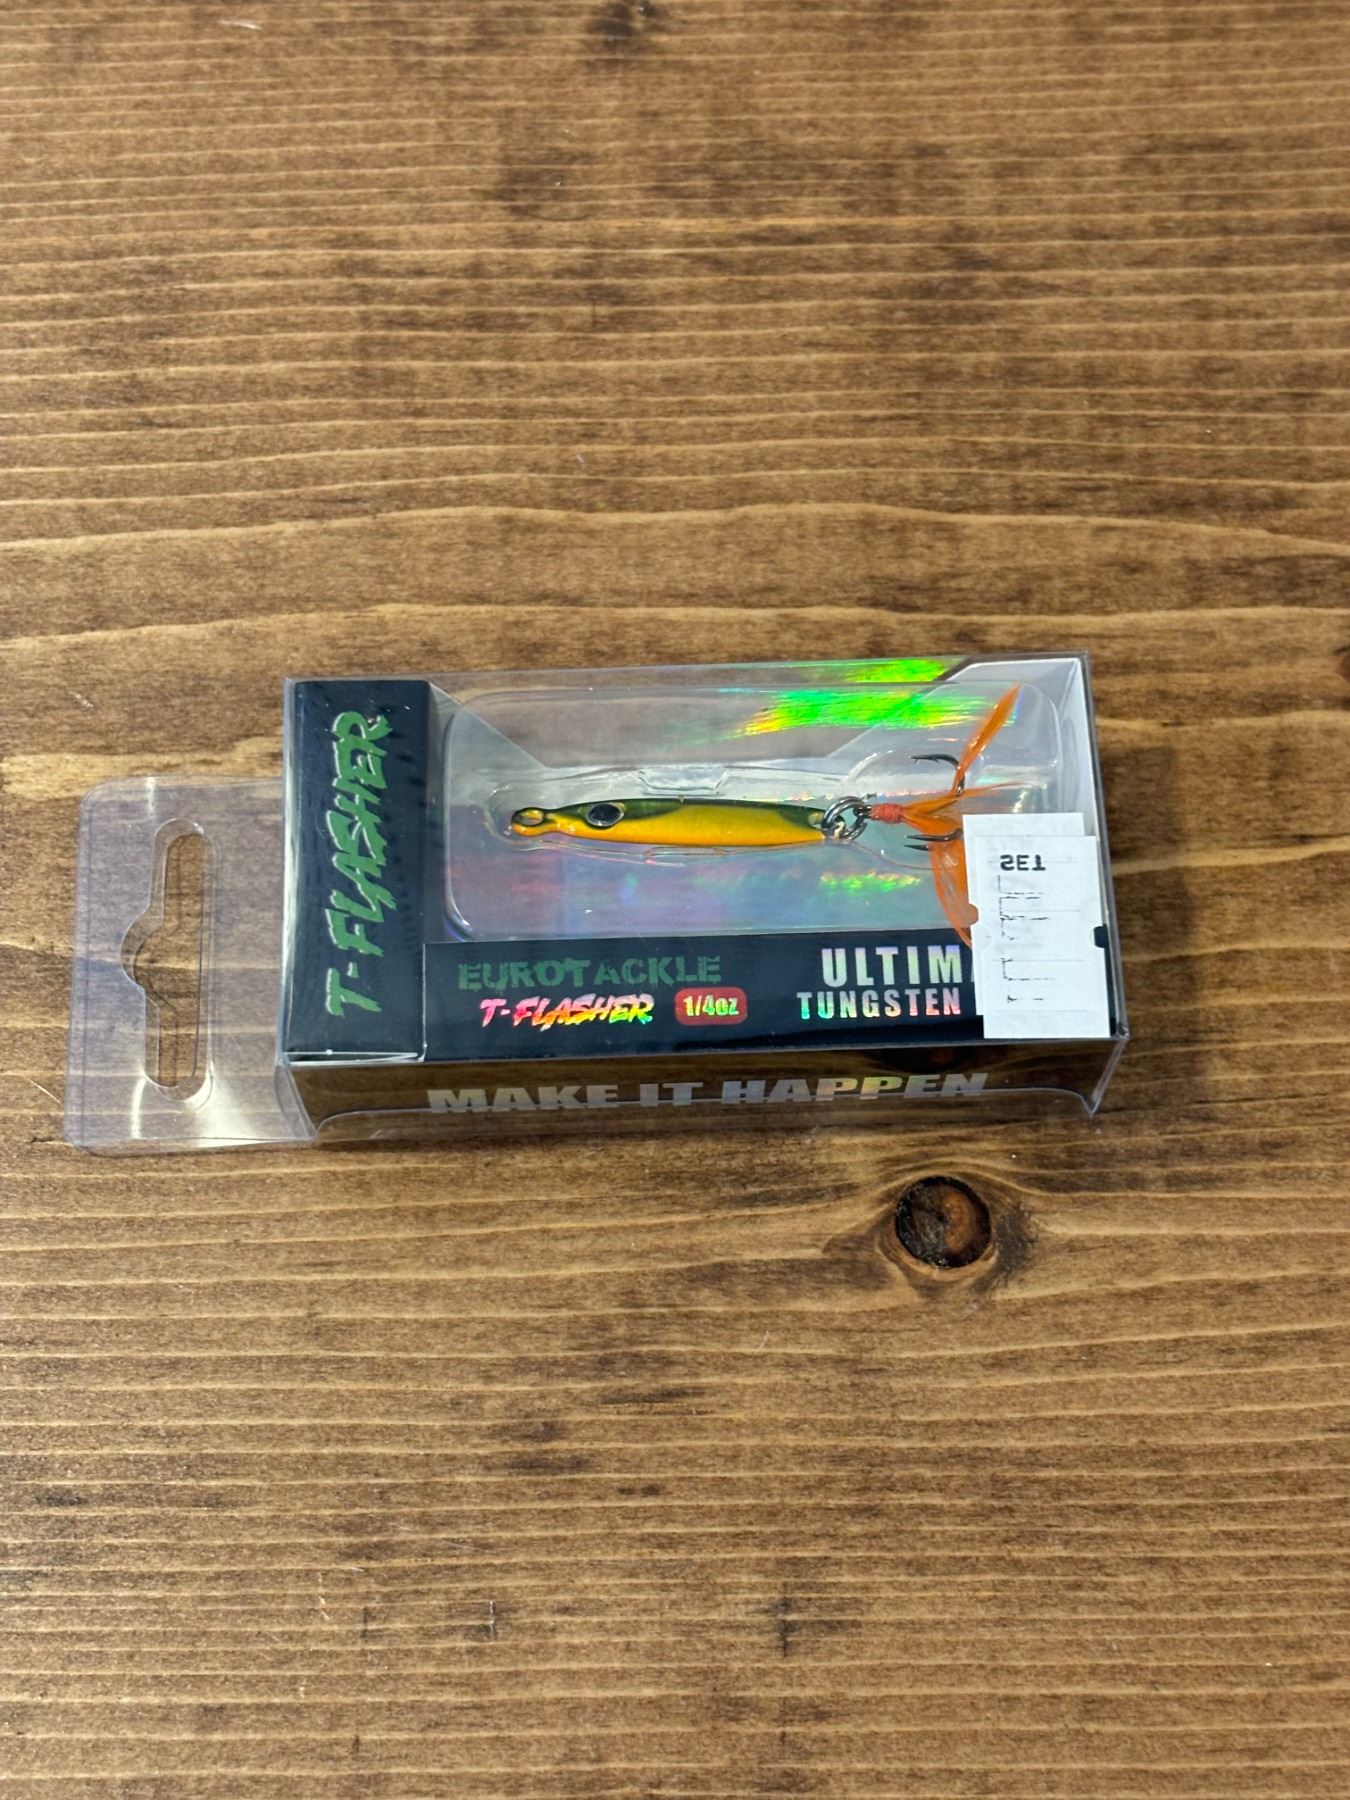 T-FLASHER
EUROTACKLE
T-FLASHER 1/4oz
ULTIM
TUNGSTEN
MAKE IT HAPPEN
SET